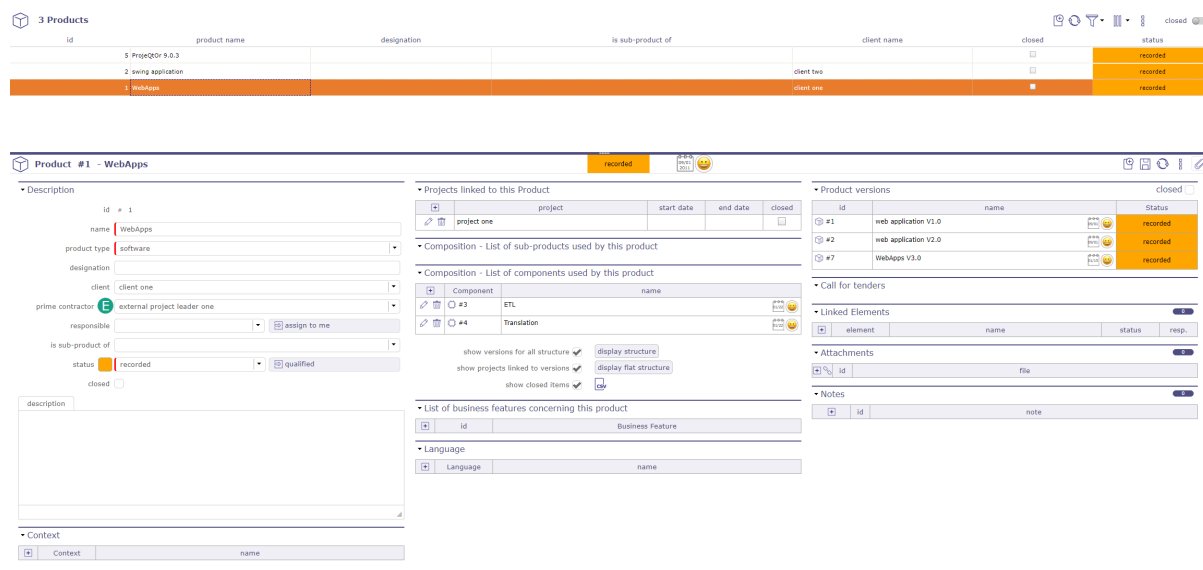 3 Products
closed
id product name designation is sub-product of client name closed status
5 ProjeQtOr 9.0.3 recorded
2 swing application client two recorded
1 WebApps client one recorded
Product #1 - WebApps recorded
09/01
2011
Description
id # 1
name WebApps
product type software
designation
client client one
prime contractor E external project leader one
responsible assign to me
is sub-product of
status recorded qualified
closed
description
Context
Context name
Projects linked to this Product
project start date end date closed
project one
Composition - List of sub-products used by this product
Composition - List of components used by this product
Component name
#3 ETL
#4 Translation
show versions for all structure display structure
show projects linked to versions display flat structure
show closed items CSV
List of business features concerning this product
id Business Feature
Language
Language name
Product versions closed
id name Status
#1 web application V1.0 recorded
#2 web application V2.0 recorded
#7 WebApps V3.0 recorded
Call for tenders
Linked Elements 0
element name status resp.
Attachments 0
id file
Notes 0
id note